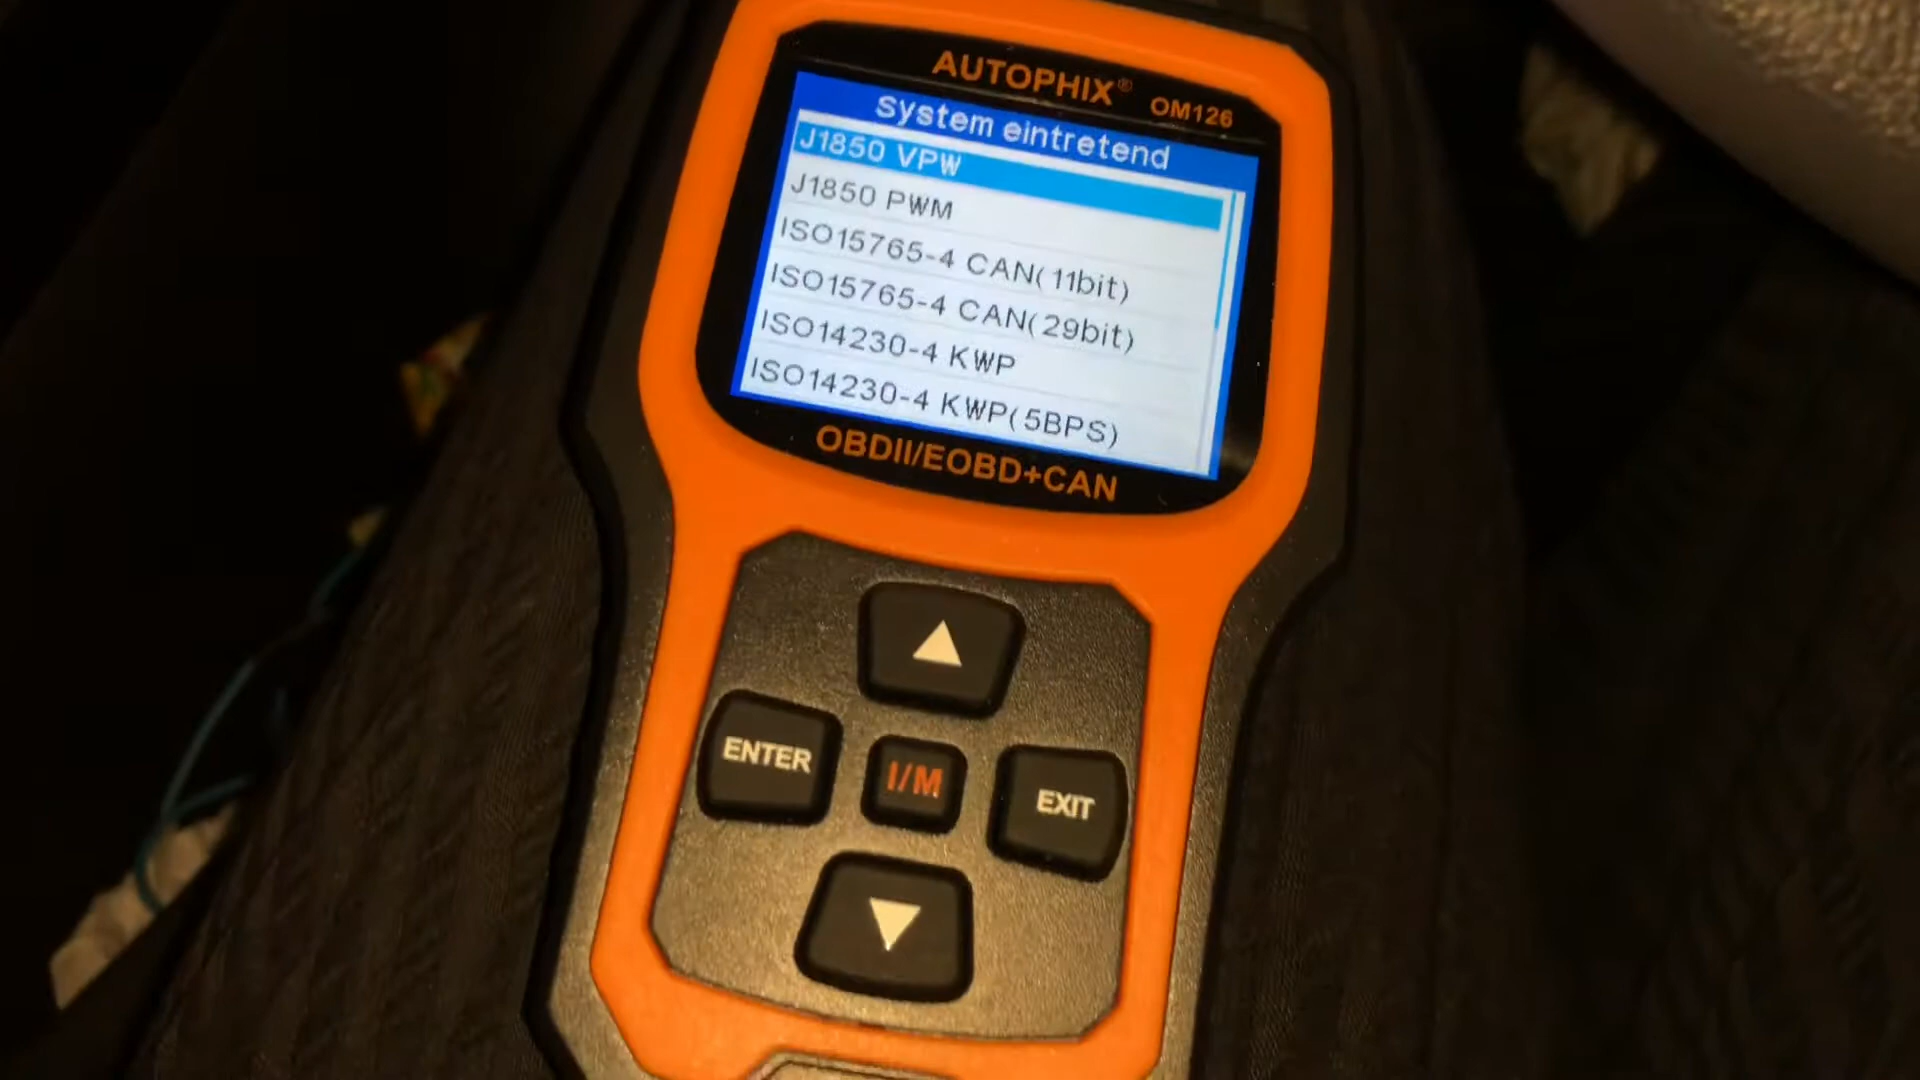 AUTOPHIX®
OM126
System eintretend
J1850 VPW
J1850 PWM
ISO15765-4 CAN(11bit)
ISO15765-4 CAN(29bit)
ISO14230-4 KWP
ISO14230-4 KWP(5BPS)
OBDII/EOBD+CAN
ENTER
I/M
EXIT